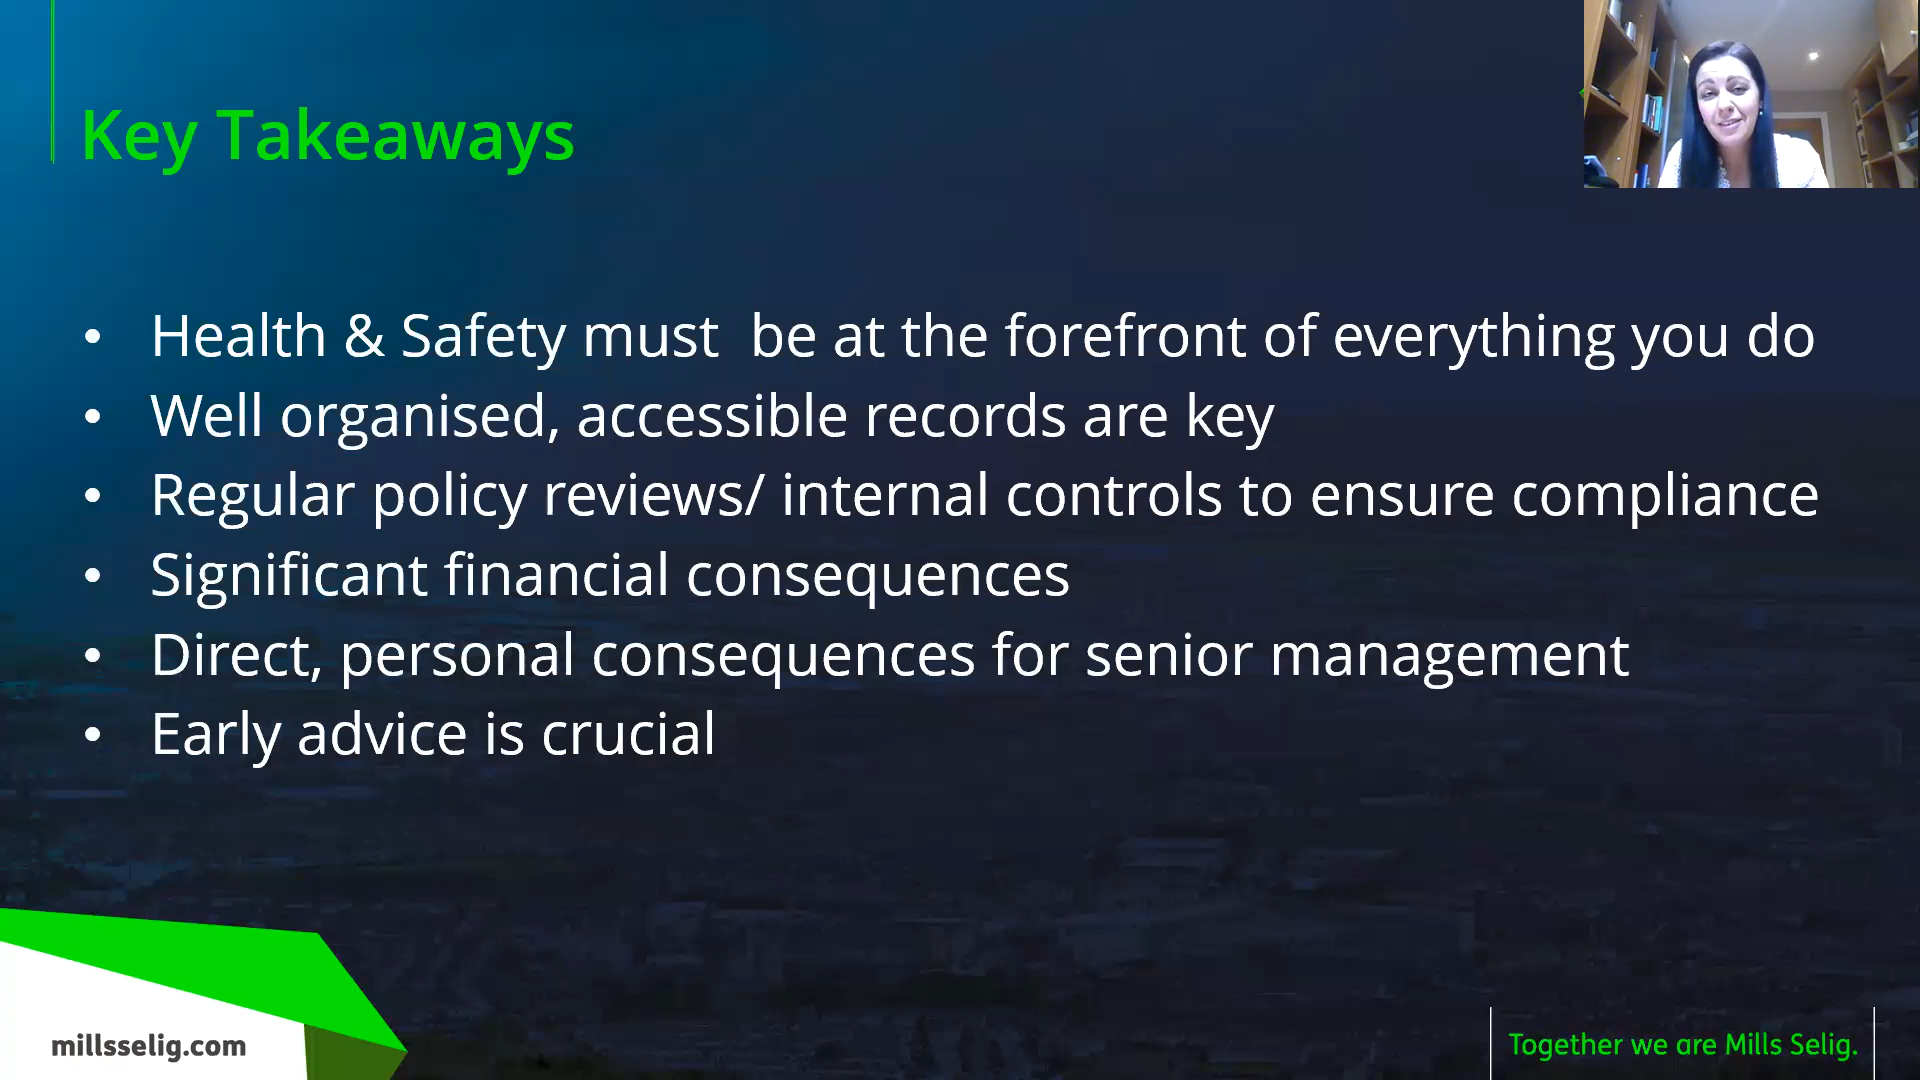 Key Takeaways
• Health & Safety must  be at the forefront of everything you do
• Well organised, accessible records are key
• Regular policy reviews/ internal controls to ensure compliance
• Significant financial consequences
• Direct, personal consequences for senior management
• Early advice is crucial
millsselig.com
Together we are Mills Selig.